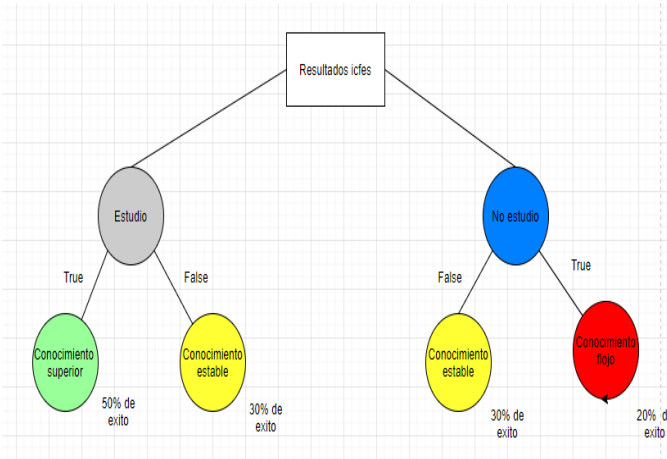 Resultados icfes
Estudio
No estudio
True
False
False
True
Conocimiento
superior
Conocimiento
estable
Conocimiento
estable
Conocimiento
flojo
50% de
exito
30% de
exito
30% de
exito
20% d
exito